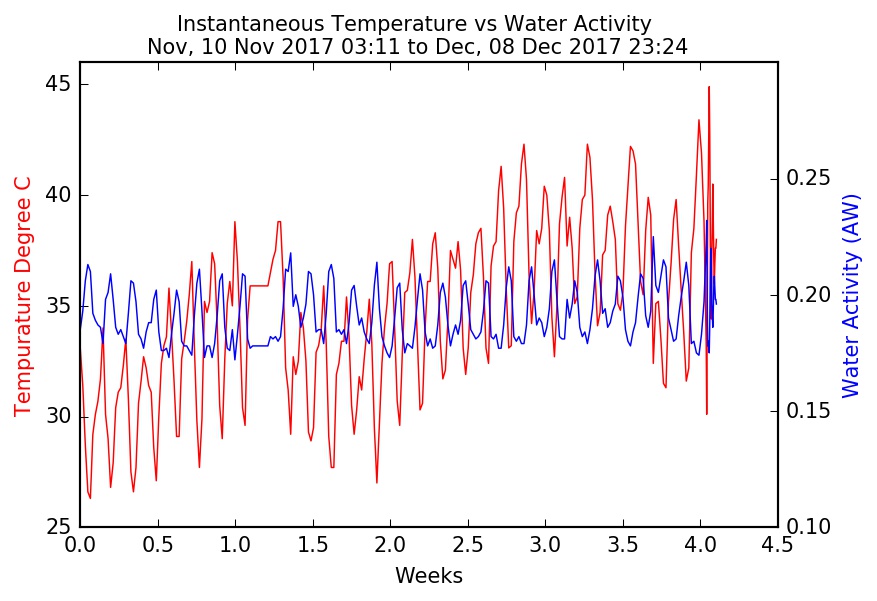 Instantaneous Temperature vs Water Activity
Nov, 10 Nov 2017 03:11 to Dec, 08 Dec 2017 23:24
45
40
35
30
25
Tempurature Degree C
0.25
0.20
0.15
0.10
Water Activity (AW)
0.0 0.5 1.0 1.5 2.0 2.5 3.0 3.5 4.0 4.5
Weeks